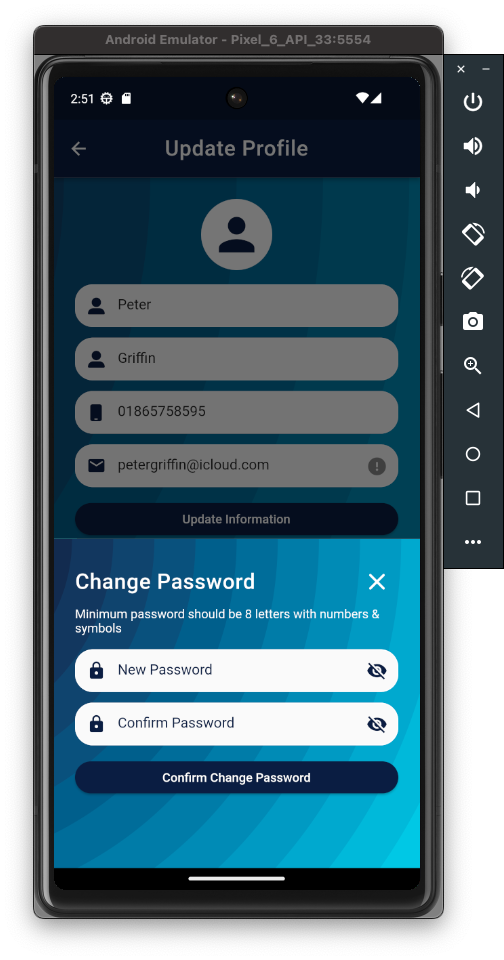 Android Emulator - Pixel_6_API_33:5554
2:51
Update Profile
Peter
Griffin
01865758595
petergriffin@icloud.com
Update Information
Change Password
Minimum password should be 8 letters with numbers &
symbols
New Password
Confirm Password
Confirm Change Password